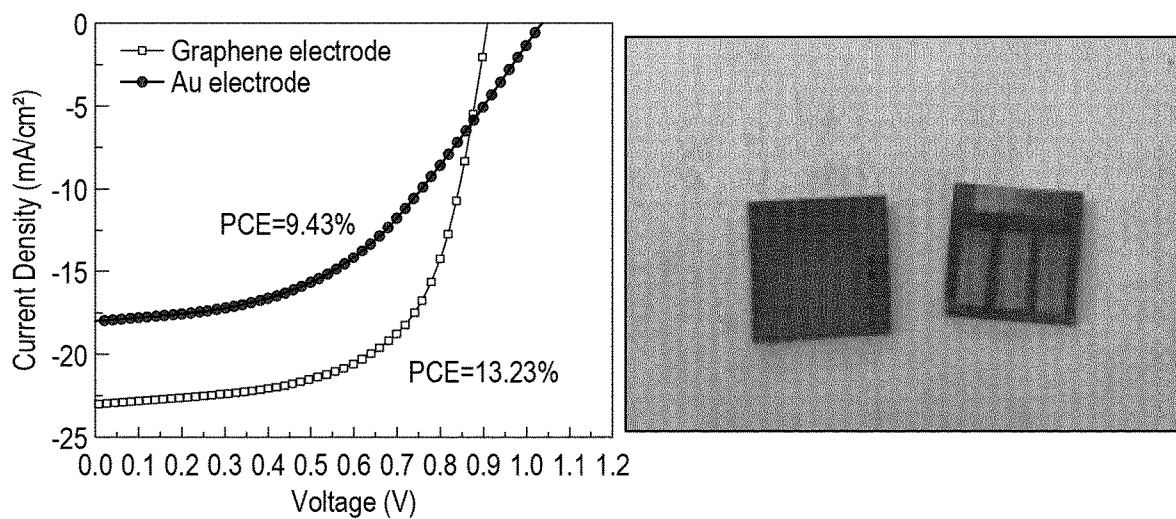 0
-5
-10
-15
-20
-25
Current Density (mA/cm²)
Graphene electrode
Au electrode
PCE=9.43%
PCE=13.23%
0.0 0.1 0.2 0.3 0.4 0.5 0.6 0.7 0.8 0.9 1.0 1.1 1.2
Voltage (V)